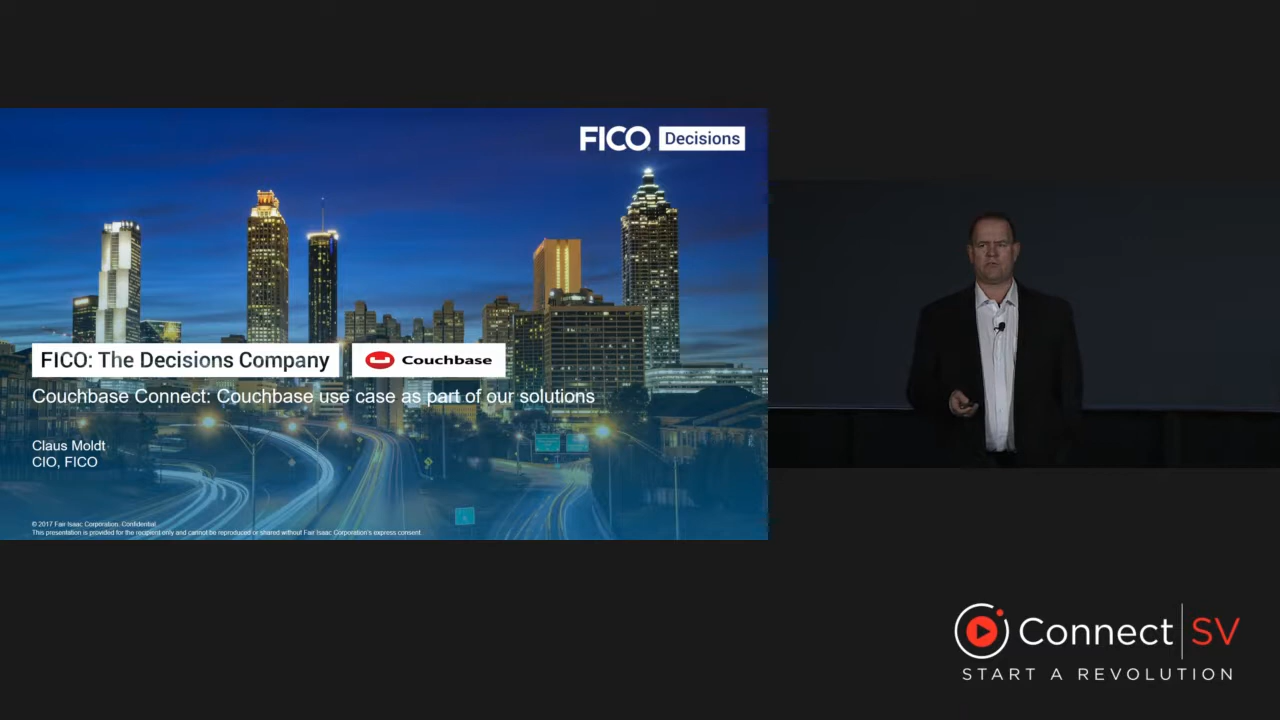 FICO Decisions
FICO: The Decisions Company
Couchbase
Couchbase Connect: Couchbase use case as part of our solutions
Claus Moldt
CIO, FICO
© 2017 Fair Isaac Corporation. Confidential
This presentation is provided for the recipient only and cannot be reproduced or shared without Fair Isaac Corporation's express consent.
Connect SV
START A REVOLUTION